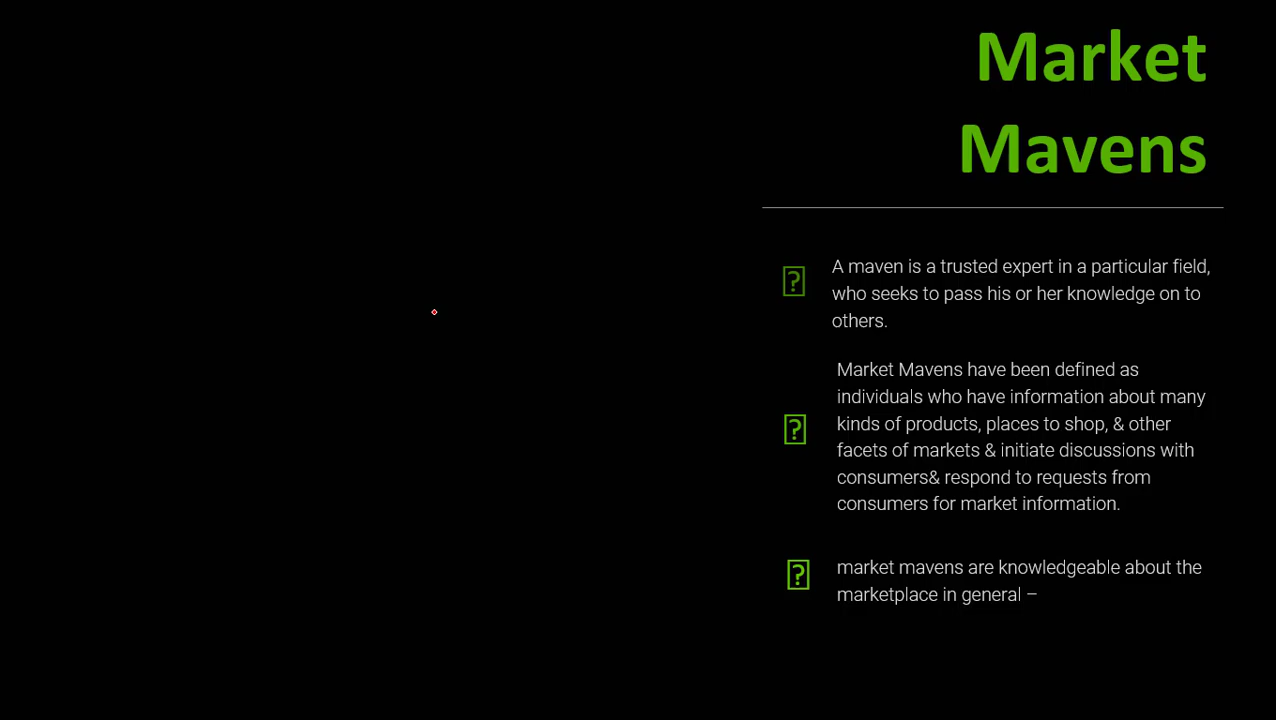 Market
Mavens
A maven is a trusted expert in a particular field,
who seeks to pass his or her knowledge on to
others.
Market Mavens have been defined as
individuals who have information about many
kinds of products, places to shop, & other
facets of markets & initiate discussions with
consumers& respond to requests from
consumers for market information.
market mavens are knowledgeable about the
marketplace in general –